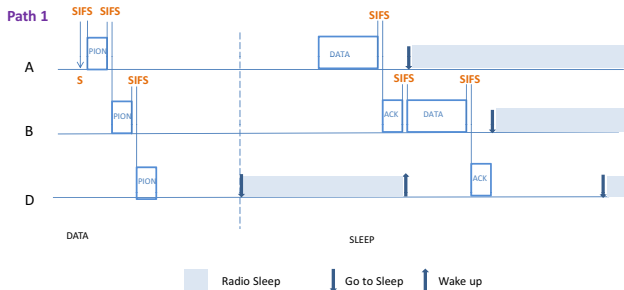 Path 1
SIFS SIFS
SIFS
PION
DATA
A
S
SIFS
SIFS
SIFS
PION
ACK
DATA
B
PION
ACK
D
DATA
SLEEP
Radio Sleep
Go to Sleep
Wake up